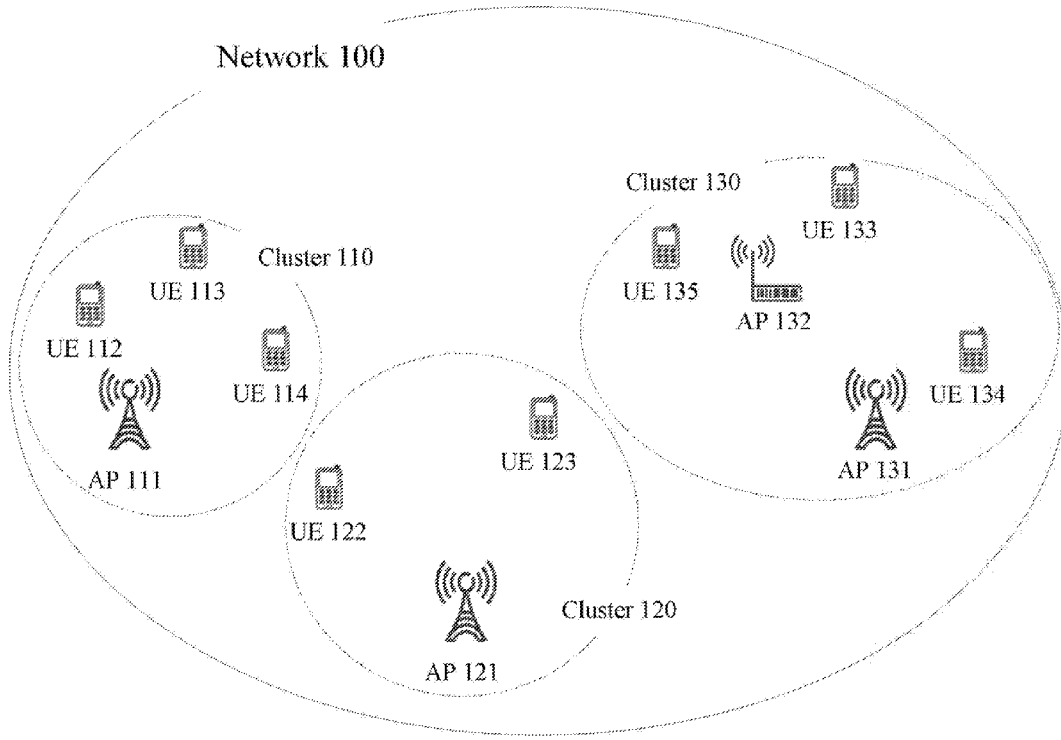 Network 100
Cluster 130
UE 133
UE 113
Cluster 110
UE 135
AP 132
UE 112
UE 114
UE 134
AP 111
UE 123
AP 131
UE 122
Cluster 120
AP 121